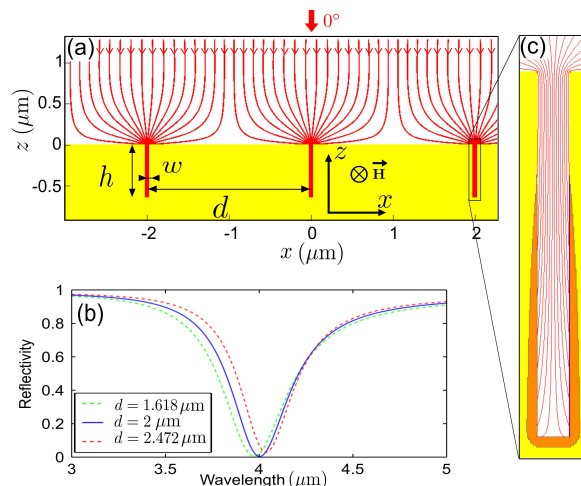 0°
(a)
(c)
1
0.5
0
-0.5
z (μm)
h
w
d
z
⊗ H
x
-2
-1
0
1
2
x (μm)
(b)
1
0.8
0.6
0.4
0.2
0
Reflectivity
d = 1.618 μm
d = 2 μm
d = 2.472 μm
3
3.5
4
4.5
5
Wavelength (μm)